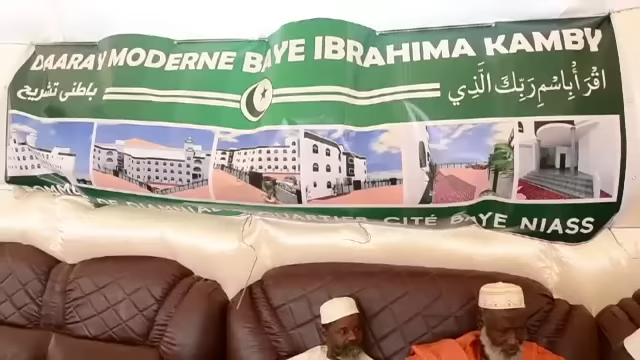 DAARAY MODERNE BAYE IBRAHIMA KAMBY
باطنى تشريح
اقْرَأْ بِاسْمِ رَبِّكَ الَّذِي
QUARTIER CITÉ BAYE NIASS